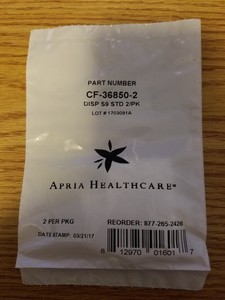 PART NUMBER
CF-36850-2
DISP S9 STD 2/PK
LOT # 1703091A
APRIA HEALTHCARE®
2 PER PKG
REORDER: 877-265-2426
DATE STAMP: 03/21/17
8 12970 01601 7